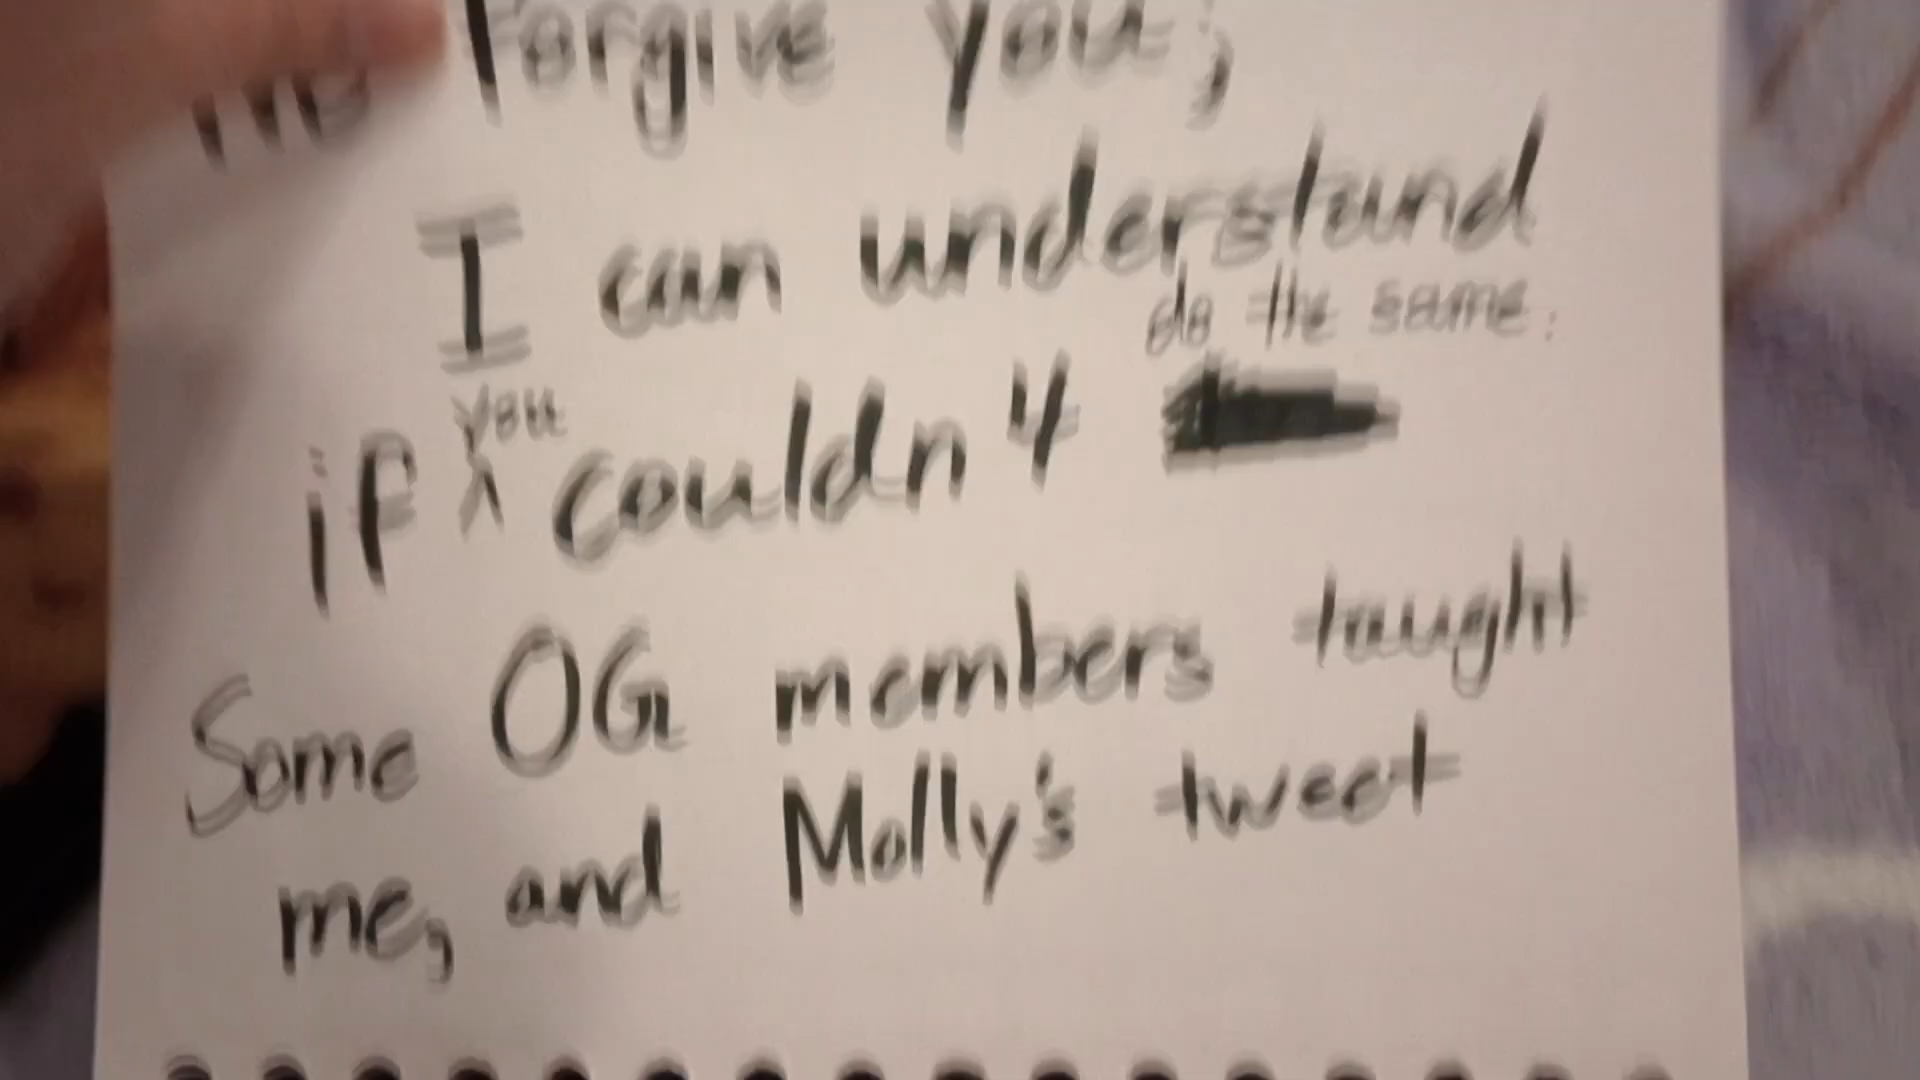 forgive you,
I can understand
do the same.
if you couldn't
Some OG members taught
me, and Molly's tweet